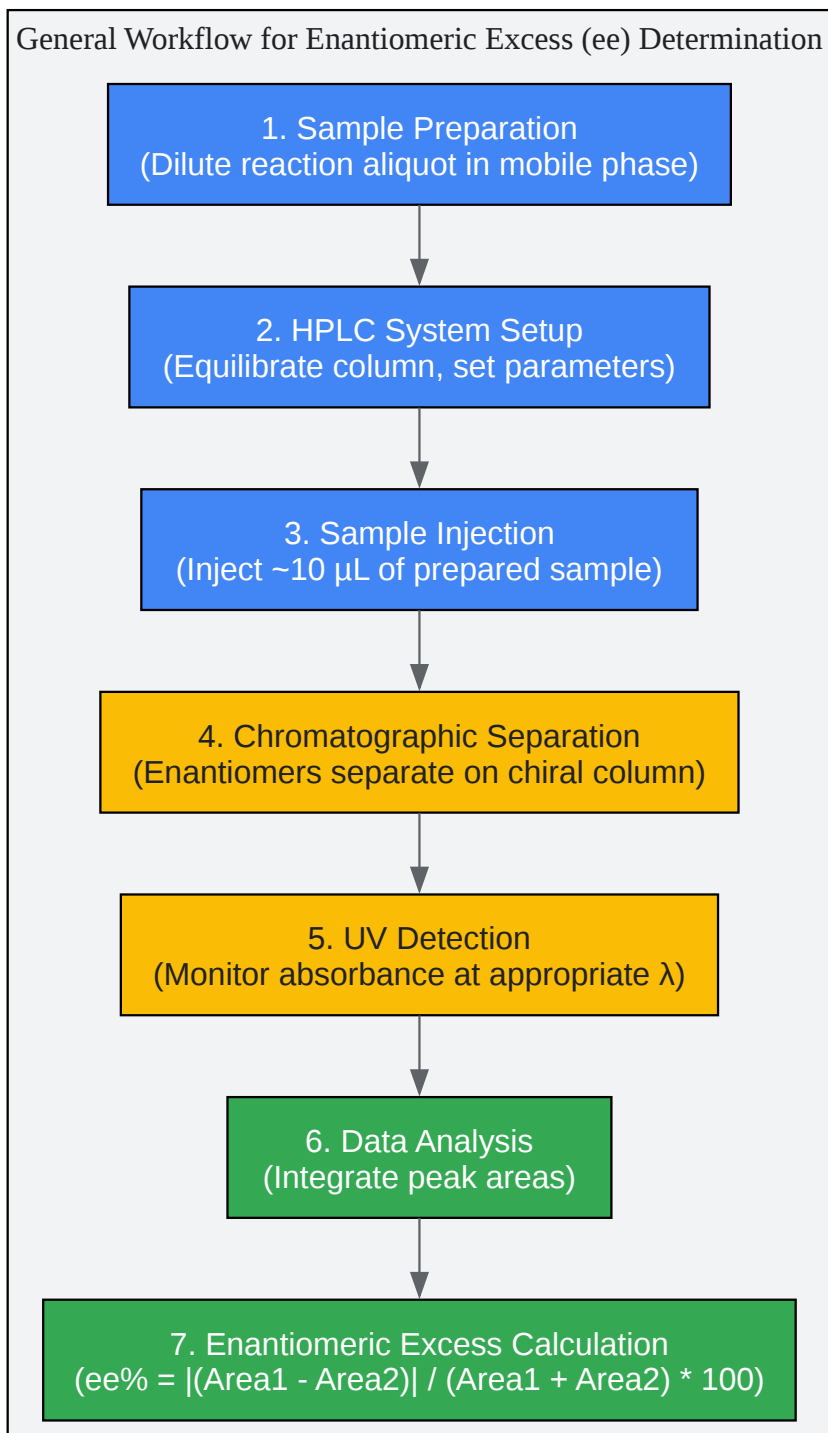 General Workflow for Enantiomeric Excess (ee) Determination
1. Sample Preparation
(Dilute reaction aliquot in mobile phase)
2. HPLC System Setup
(Equilibrate column, set parameters)
3. Sample Injection
(Inject ~10 µL of prepared sample)
4. Chromatographic Separation
(Enantiomers separate on chiral column)
5. UV Detection
(Monitor absorbance at appropriate λ)
6. Data Analysis
(Integrate peak areas)
7. Enantiomeric Excess Calculation
(ee% = |(Area1 - Area2)| / (Area1 + Area2) * 100)